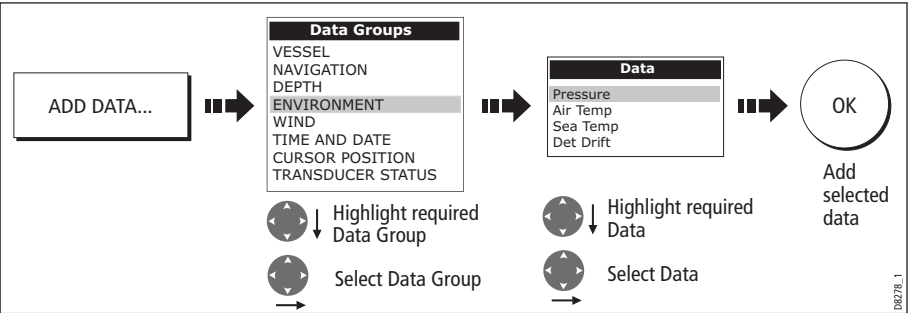 ADD DATA...
Data Groups
VESSEL
NAVIGATION
DEPTH
ENVIRONMENT
WIND
TIME AND DATE
CURSOR POSITION
TRANSDUCER STATUS
Highlight required
Data Group
Select Data Group
Data
Pressure
Air Temp
Sea Temp
Det Drift
Highlight required
Data
Select Data
OK
Add
selected
data
D8278_1